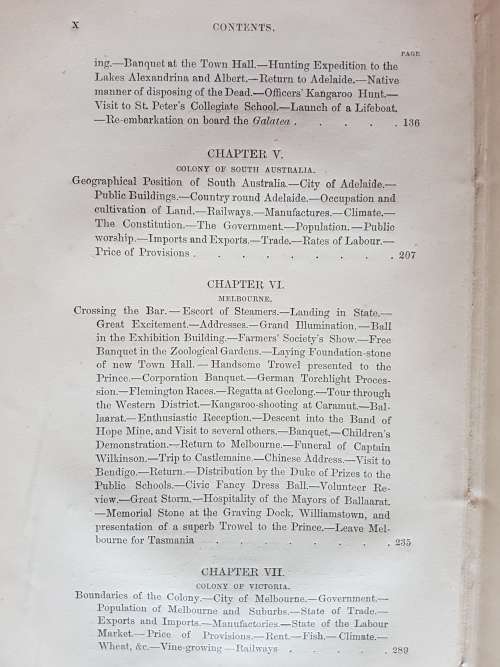 x CONTENTS.
PAGE
ing.—Banquet at the Town Hall.—Hunting Expedition to the
Lakes Alexandrina and Albert.—Return to Adelaide.—Native
manner of disposing of the Dead.—Officers' Kangaroo Hunt.—
Visit to St. Peter's Collegiate School.—Launch of a Lifeboat.
—Re-embarkation on board the Galatea . . . . . 136
CHAPTER V.
COLONY OF SOUTH AUSTRALIA.
Geographical Position of South Australia—City of Adelaide.—
Public Buildings.—Country round Adelaide.—Occupation and
cultivation of Land.—Railways.—Manufactures.—Climate.—
The Constitution.—The Government.—Population.—Public
worship.—Imports and Exports.—Trade.—Rates of Labour.—
Price of Provisions . . . . . . . . . 207
CHAPTER VI.
MELBOURNE.
Crossing the Bar.—Escort of Steamers.—Landing in State.—
Great Excitement.—Addresses.—Grand Illumination.—Ball
in the Exhibition Building.—Farmers' Society's Show.—Free
Banquet in the Zoological Gardens.—Laying Foundation-stone
of new Town Hall.—Handsome Trowel presented to the
Prince.—Corporation Banquet.—German Torchlight Proces-
sion.—Flemington Races.—Regatta at Geelong.—Tour through
the Western District.—Kangaroo-shooting at Caramut.—Bal-
laarat.—Enthusiastic Reception.—Descent into the Band of
Hope Mine, and Visit to several others.—Banquet.—Children's
Demonstration.—Return to Melbourne.—Funeral of Captain
Wilkinson.—Trip to Castlemaine.—Chinese Address.—Visit to
Bendigo.—Return.—Distribution by the Duke of Prizes to the
Public Schools.—Civic Fancy Dress Ball.—Volunteer Re-
view.—Great Storm.—Hospitality of the Mayors of Ballaarat.
—Memorial Stone at the Graving Dock, Williamstown, and
presentation of a superb Trowel to the Prince.—Leave Mel-
bourne for Tasmania . . . . . . . . 235
CHAPTER VII.
COLONY OF VICTORIA.
Boundaries of the Colony.—City of Melbourne.—Government.—
Population of Melbourne and Suburbs.—State of Trade.—
Exports and Imports.—Manufactories.—State of the Labour
Market.—Price of Provisions.—Rent.—Fish.—Climate.—
Wheat, &c.—Vine-growing—Railways . . . . . 289